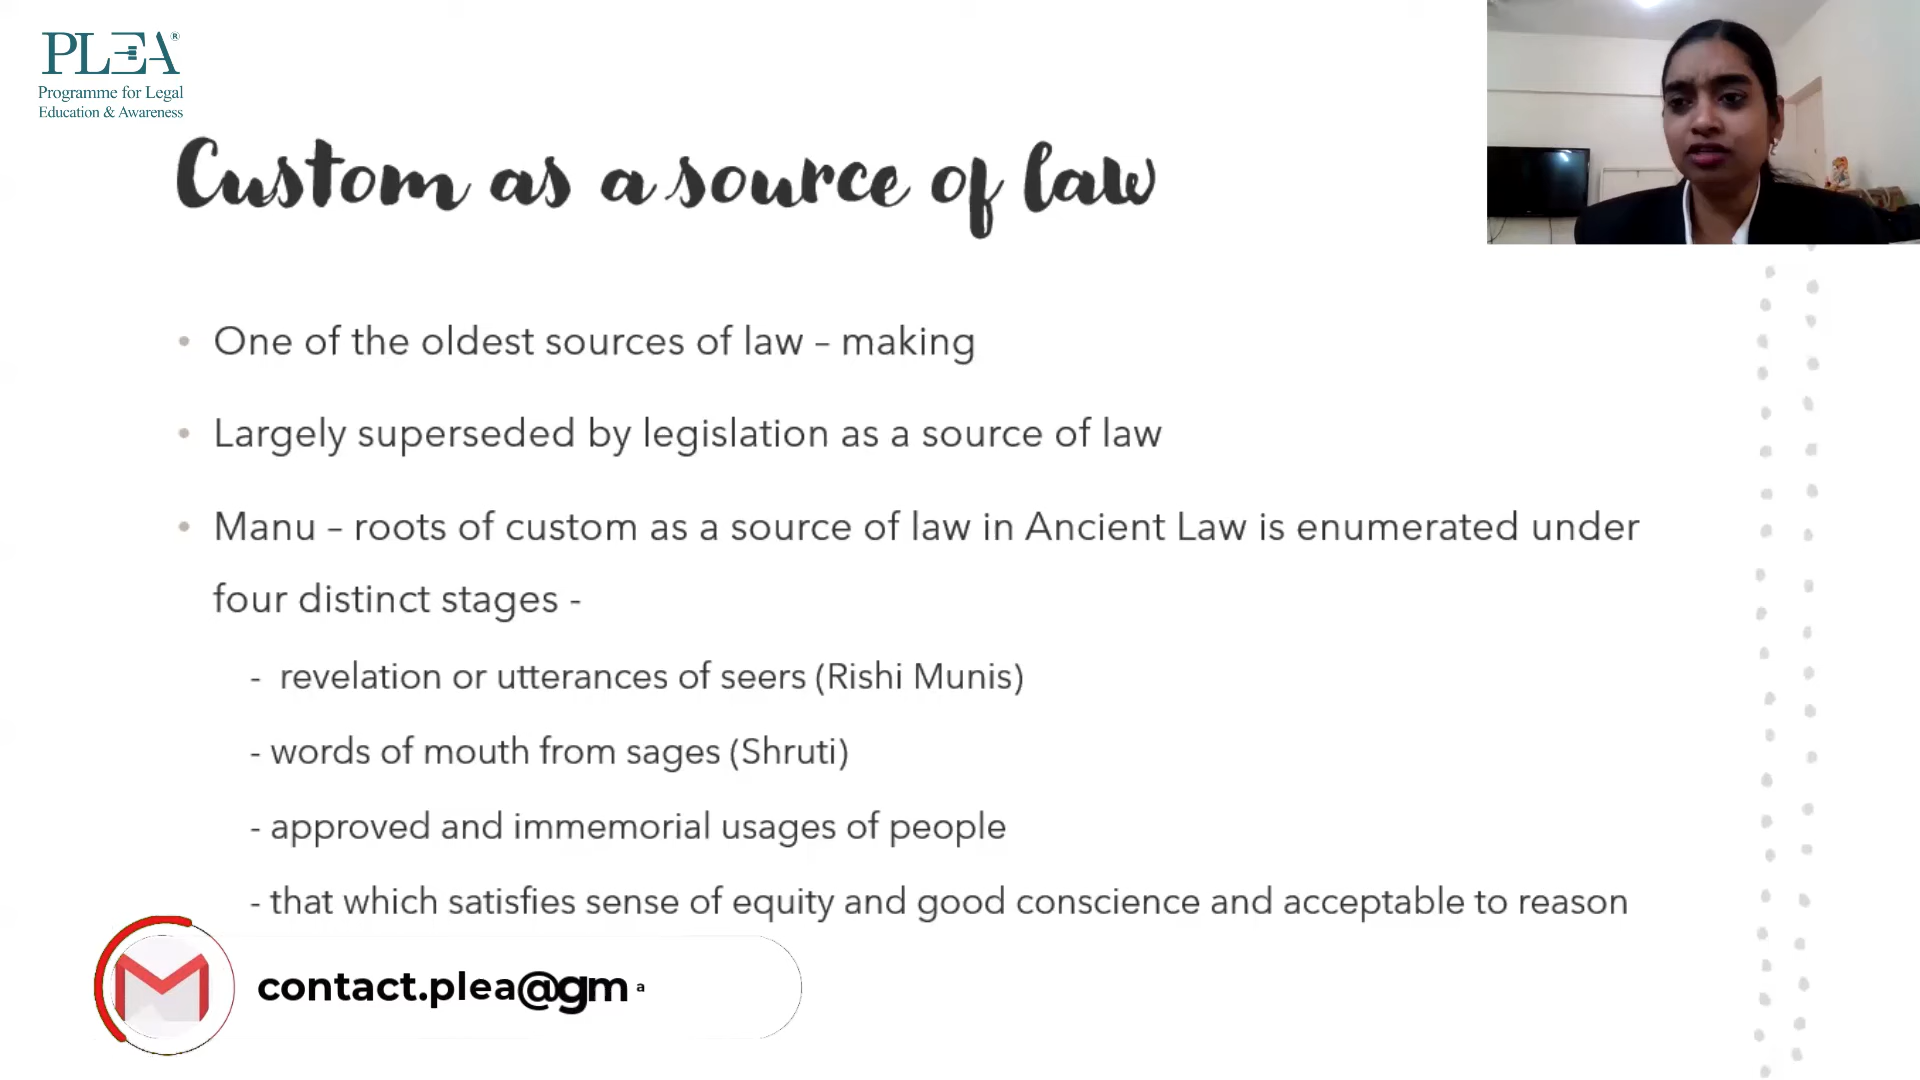 PLEA®
Programme for Legal
Education & Awareness
Custom as a source of law
• One of the oldest sources of law – making
• Largely superseded by legislation as a source of law
• Manu – roots of custom as a source of law in Ancient Law is enumerated under
four distinct stages -
- revelation or utterances of seers (Rishi Munis)
- words of mouth from sages (Shruti)
- approved and immemorial usages of people
- that which satisfies sense of equity and good conscience and acceptable to reason
contact.plea@gma